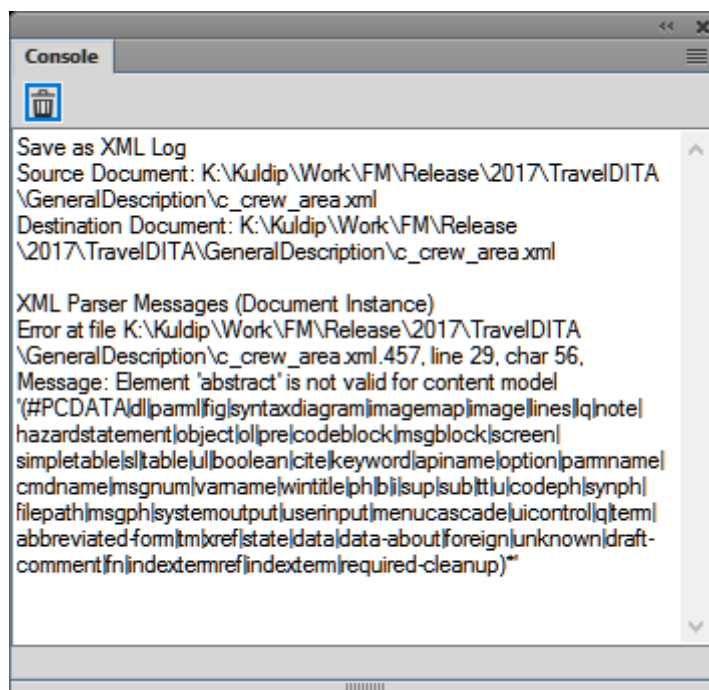 Console
Save as XML Log
Source Document: K:\Kuldip\Work\FM\Release\2017\TravelDITA
\GeneralDescription\c_crew_area.xml
Destination Document: K:\Kuldip\Work\FM\Release
\2017\TravelDITA\GeneralDescription\c_crew_area.xml
XML Parser Messages (Document Instance)
Error at file K:\Kuldip\Work\FM\Release\2017\TravelDITA
\GeneralDescription\c_crew_area.xml.457, line 29, char 56,
Message: Element 'abstract' is not valid for content model
'(#PCDATA|dl|parml|fig|syntaxdiagram|imagemap|image|lines|lq|note|
hazardstatement|object|ol|pre|codeblock|msgblock|screen|
simpletable|sl|table|ul|boolean|cite|keyword|apiname|option|parmname|
cmdname|msgnum|varname|wintitle|ph|b|i|sup|sub|tt|u|codeph|synph|
filepath|msgph|systemoutput|userinput|menucascade|uicontrol|q|term|
abbreviated-form|tm|xref|state|data|data-about|foreign|unknown|draft-
comment|fn|indextermref|indexterm|required-cleanup)*'